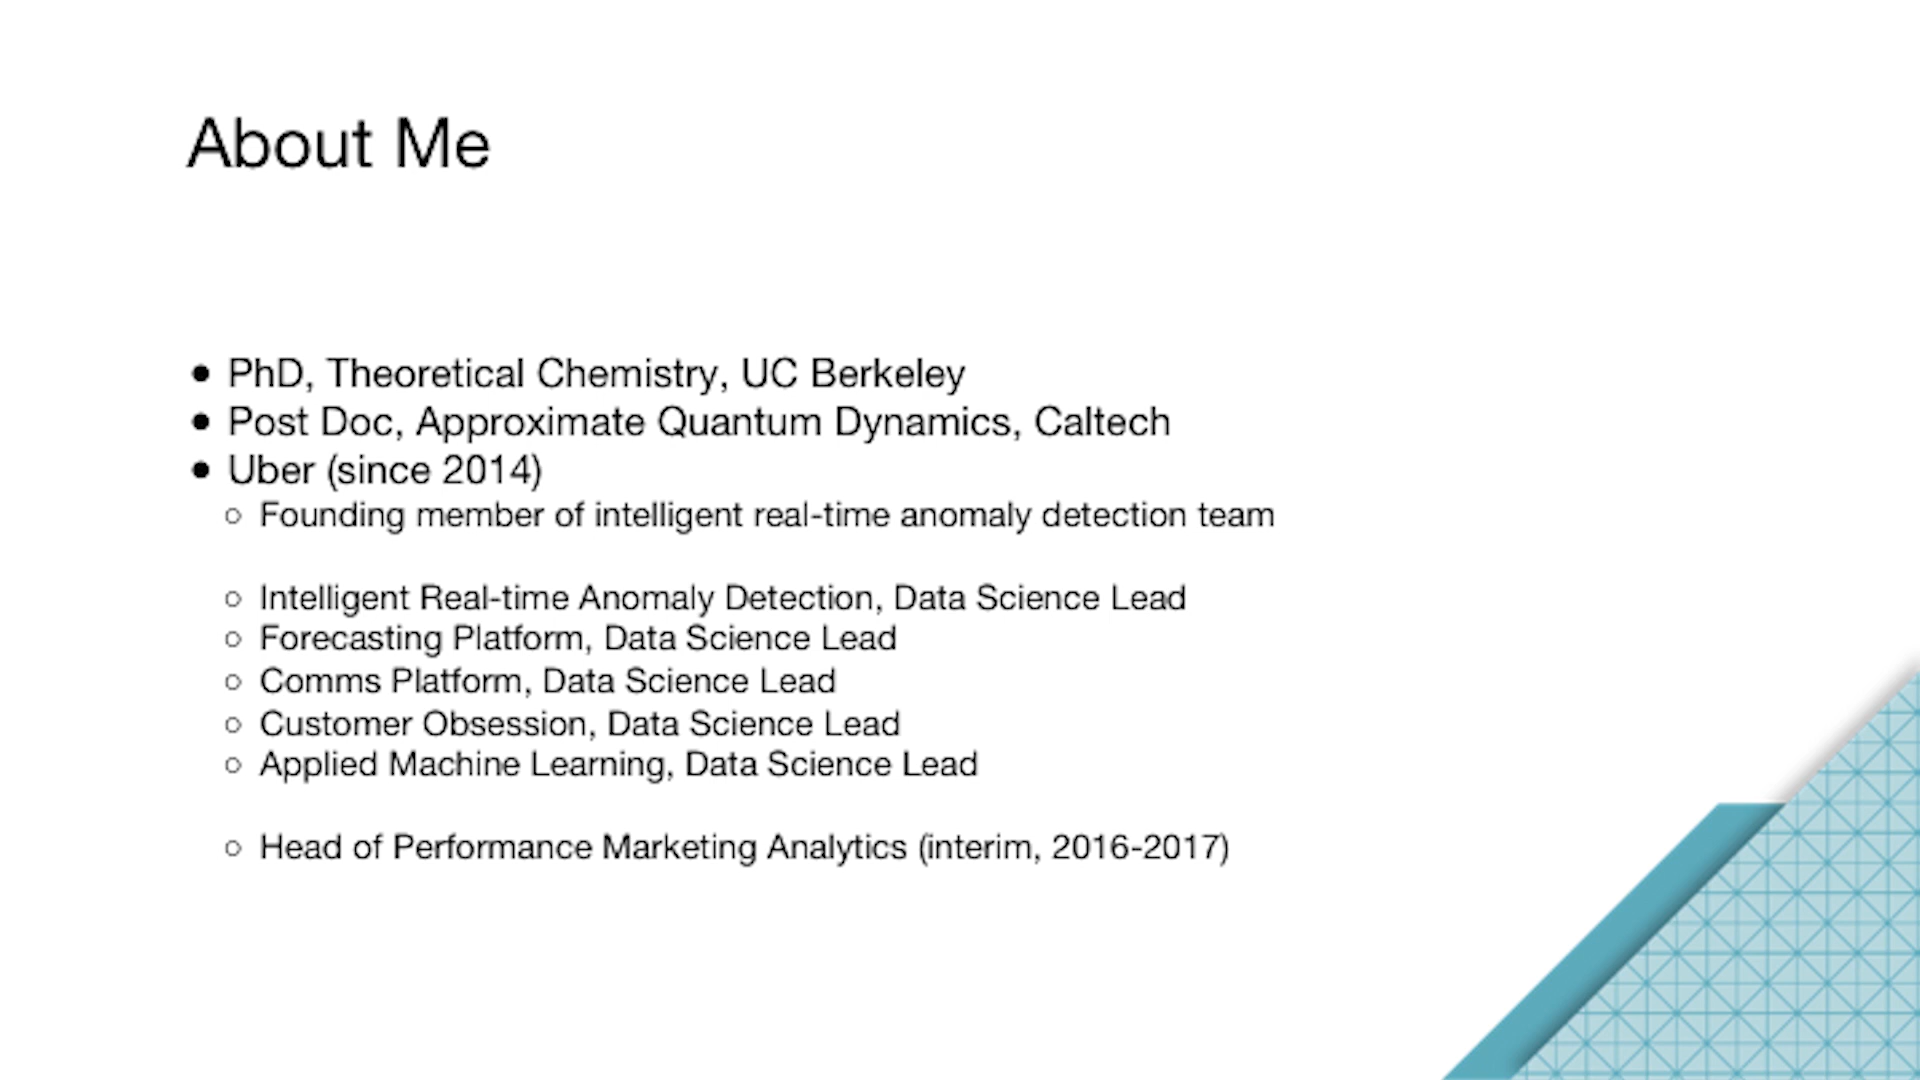 About Me
● PhD, Theoretical Chemistry, UC Berkeley
● Post Doc, Approximate Quantum Dynamics, Caltech
● Uber (since 2014)
○ Founding member of intelligent real-time anomaly detection team
○ Intelligent Real-time Anomaly Detection, Data Science Lead
○ Forecasting Platform, Data Science Lead
○ Comms Platform, Data Science Lead
○ Customer Obsession, Data Science Lead
○ Applied Machine Learning, Data Science Lead
○ Head of Performance Marketing Analytics (interim, 2016-2017)